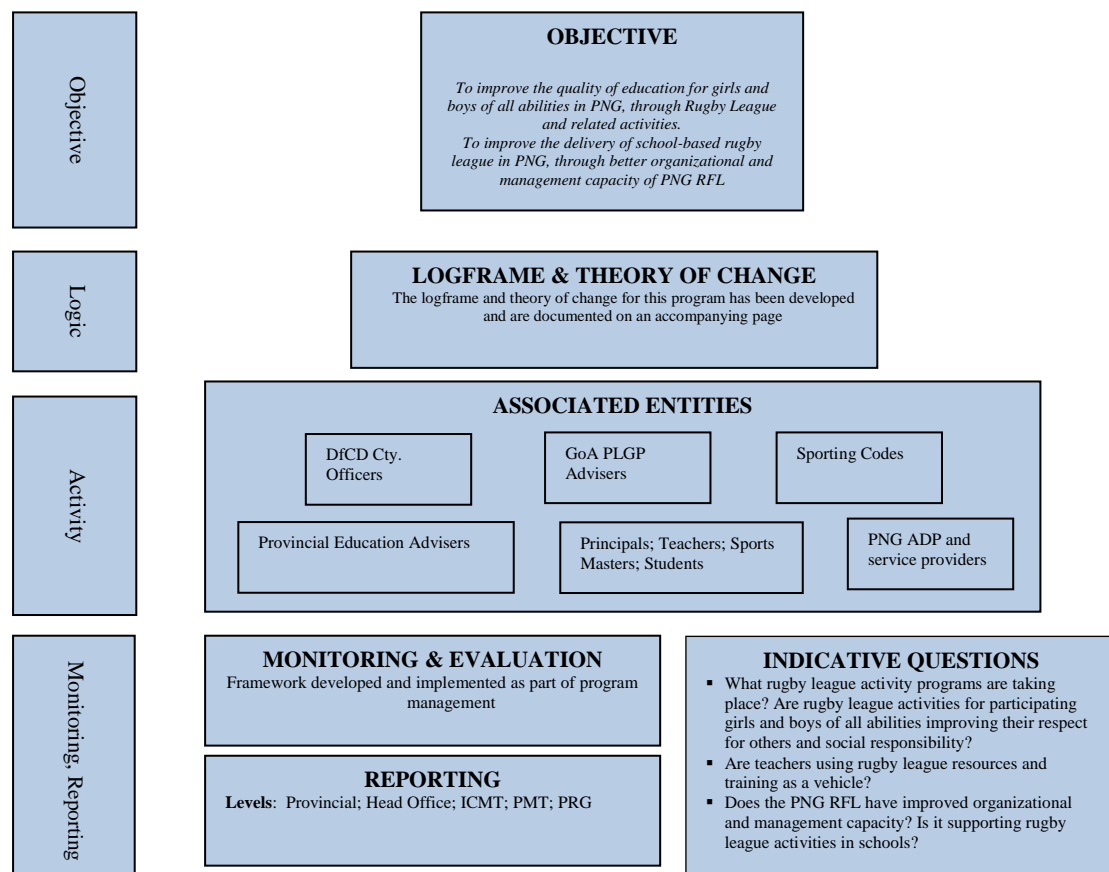 Objective
OBJECTIVE
To improve the quality of education for girls and
boys of all abilities in PNG, through Rugby League
and related activities.
To improve the delivery of school-based rugby
league in PNG, through better organizational and
management capacity of PNG RFL
Logic
LOGFRAME & THEORY OF CHANGE
The logframe and theory of change for this program has been developed
and are documented on an accompanying page
Activity
ASSOCIATED ENTITIES
DfCD Cty.
Officers
GoA PLGP
Advisers
Sporting Codes
Provincial Education Advisers
Principals; Teachers; Sports
Masters; Students
PNG ADP and
service providers
Monitoring, Reporting
MONITORING & EVALUATION
Framework developed and implemented as part of program
management
REPORTING
Levels: Provincial; Head Office; ICMT; PMT; PRG
INDICATIVE QUESTIONS
▪ What rugby league activity programs are taking
place? Are rugby league activities for participating
girls and boys of all abilities improving their respect
for others and social responsibility?
▪ Are teachers using rugby league resources and
training as a vehicle?
▪ Does the PNG RFL have improved organizational
and management capacity? Is it supporting rugby
league activities in schools?